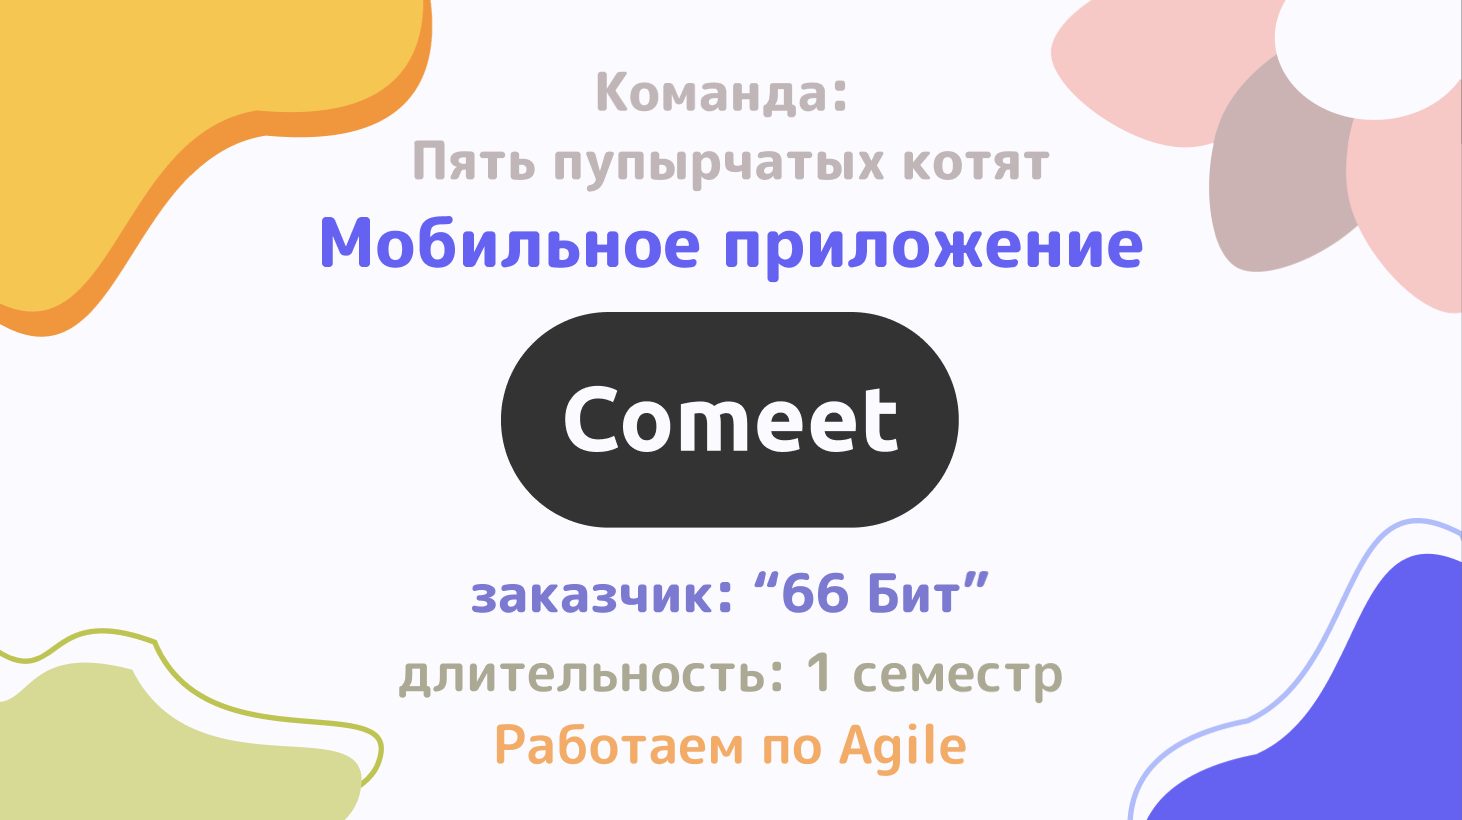 Команда:
Пять пупырчатых котят
Мобильное приложение
Comeet
заказчик: “66 Бит”
длительность: 1 семестр
Работаем по Agile